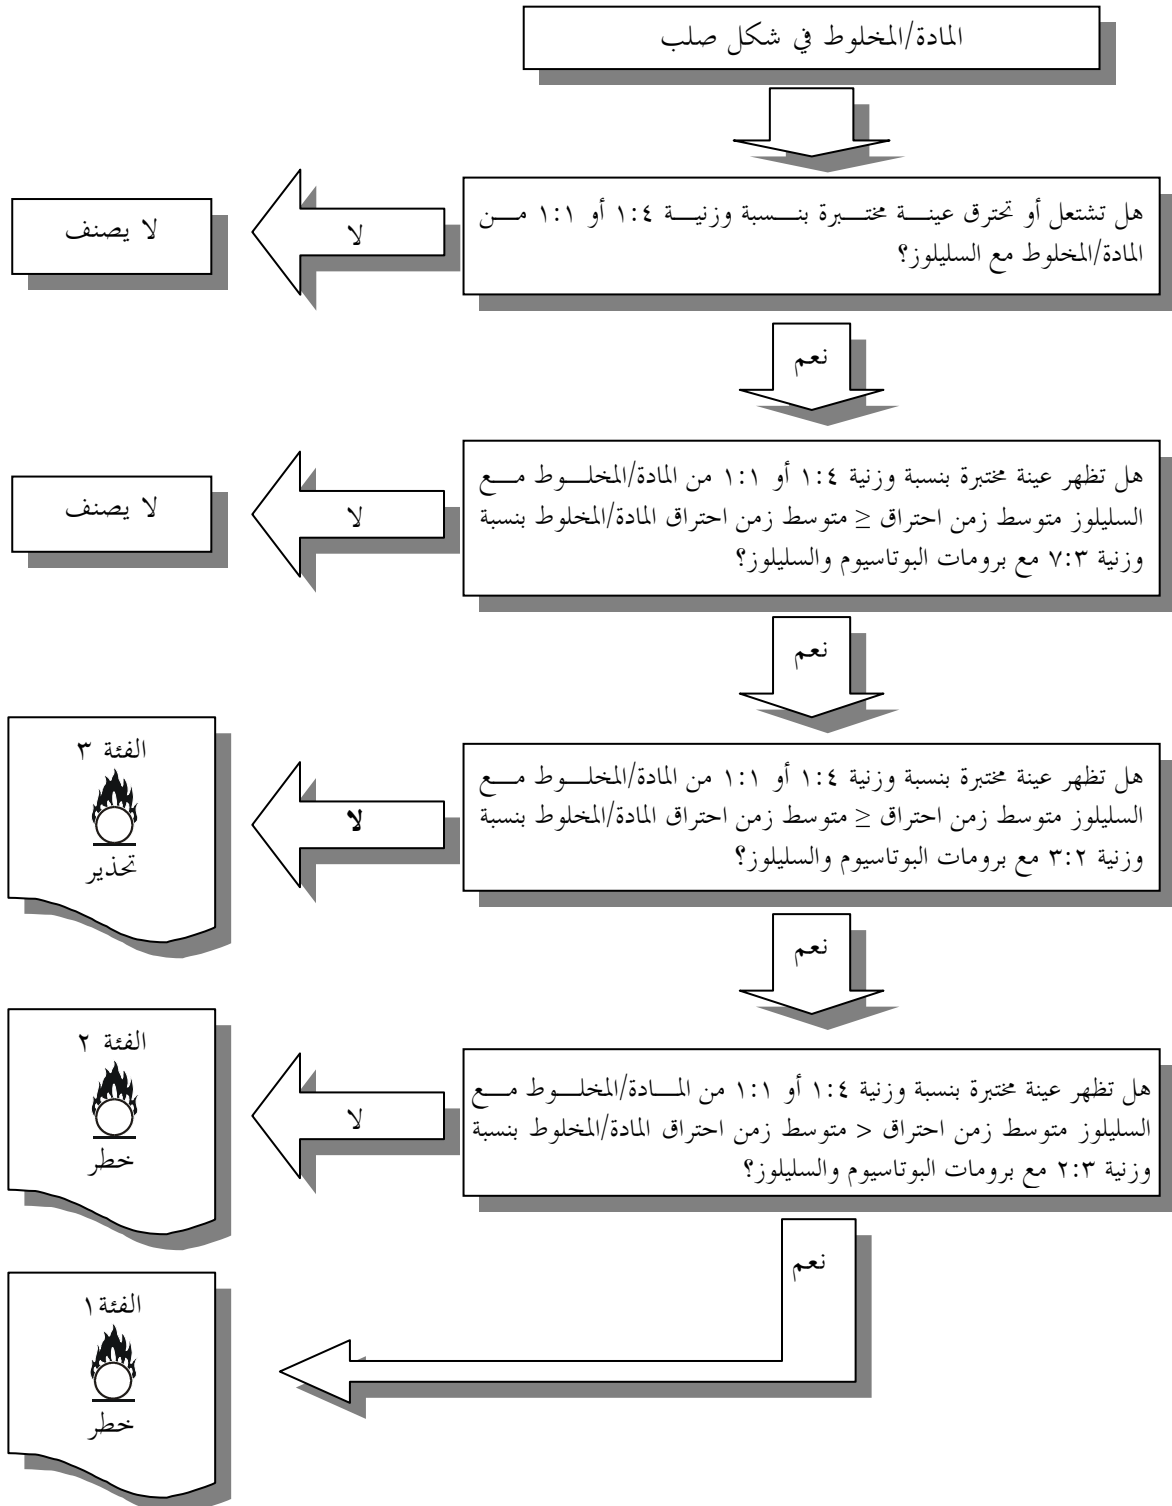 المادة/المخلوط في شكل صلب
هل تشتعل أو تحترق عينة مختبرة بنسبة وزنية ١:٤ أو ١:١ من
المادة/المخلوط مع السليلوز؟
لا
لا يصنف
نعم
هل تظهر عينة مختبرة بنسبة وزنية ١:٤ أو ١:١ من المادة/المخلوط مع
السليلوز متوسط زمن احتراق ≥ متوسط زمن احتراق المادة/المخلوط بنسبة
وزنية ٧:٣ مع برومات البوتاسيوم والسليلوز؟
لا
لا يصنف
نعم
هل تظهر عينة مختبرة بنسبة وزنية ١:٤ أو ١:١ من المادة/المخلوط مع
السليلوز متوسط زمن احتراق ≥ متوسط زمن احتراق المادة/المخلوط بنسبة
وزنية ٣:٢ مع برومات البوتاسيوم والسليلوز؟
لا
الفئة ٣
تحذير
نعم
هل تظهر عينة مختبرة بنسبة وزنية ١:٤ أو ١:١ من المادة/المخلوط مع
السليلوز متوسط زمن احتراق > متوسط زمن احتراق المادة/المخلوط بنسبة
وزنية ٢:٣ مع برومات البوتاسيوم والسليلوز؟
لا
الفئة ٢
خطر
نعم
الفئة ١
خطر